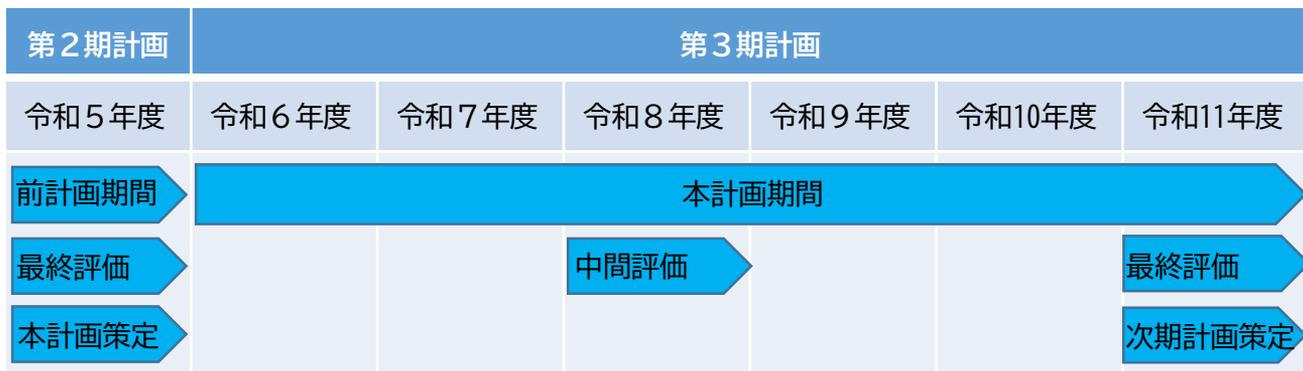 第２期計画
第３期計画
令和５年度
令和６年度
令和７年度
令和８年度
令和９年度
令和10年度
令和11年度
前計画期間
本計画期間
最終評価
中間評価
最終評価
本計画策定
次期計画策定